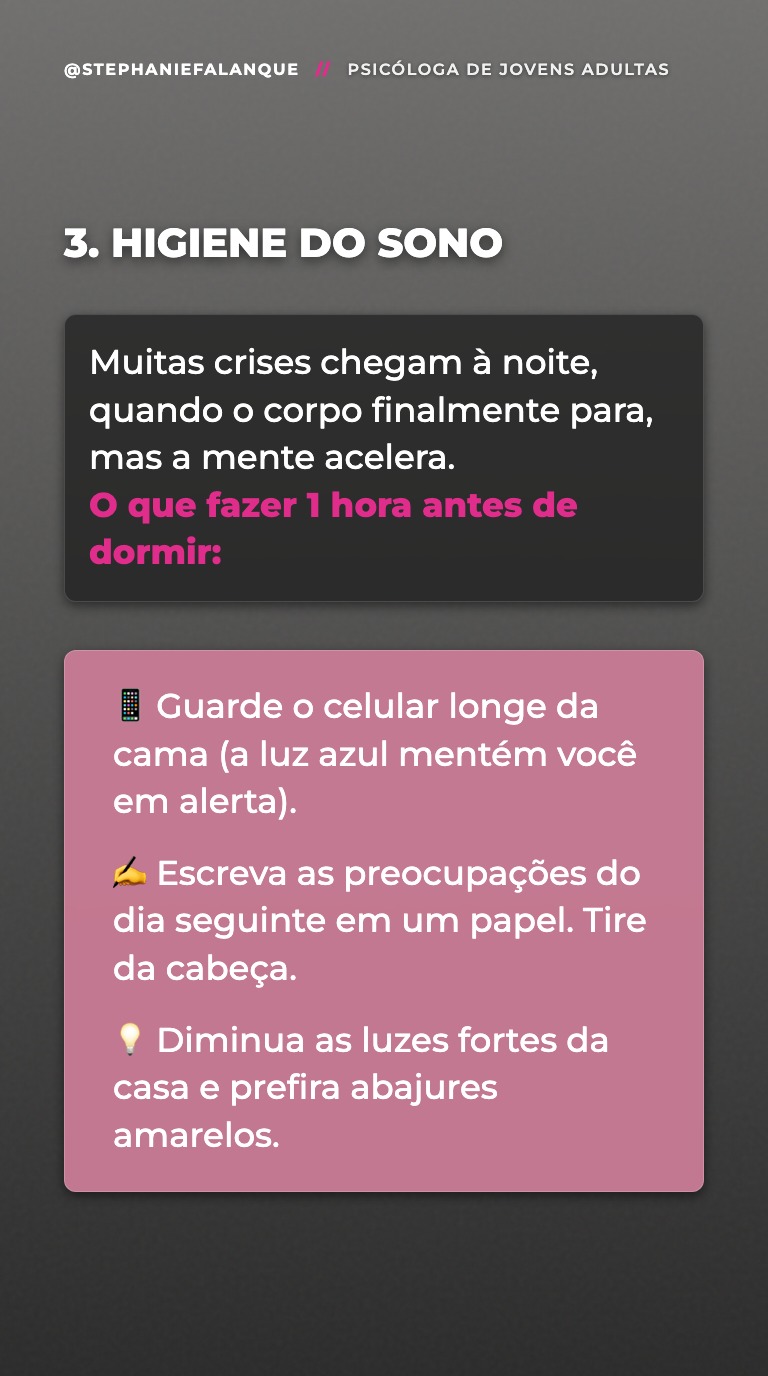 @STEPHANIEFALANQUE // PSICÓLOGA DE JOVENS ADULTAS
3. HIGIENE DO SONO
Muitas crises chegam à noite,
quando o corpo finalmente para,
mas a mente acelera.
O que fazer 1 hora antes de
dormir:
📱 Guarde o celular longe da
cama (a luz azul mentém você
em alerta).
✍️ Escreva as preocupações do
dia seguinte em um papel. Tire
da cabeça.
💡 Diminua as luzes fortes da
casa e prefira abajures
amarelos.